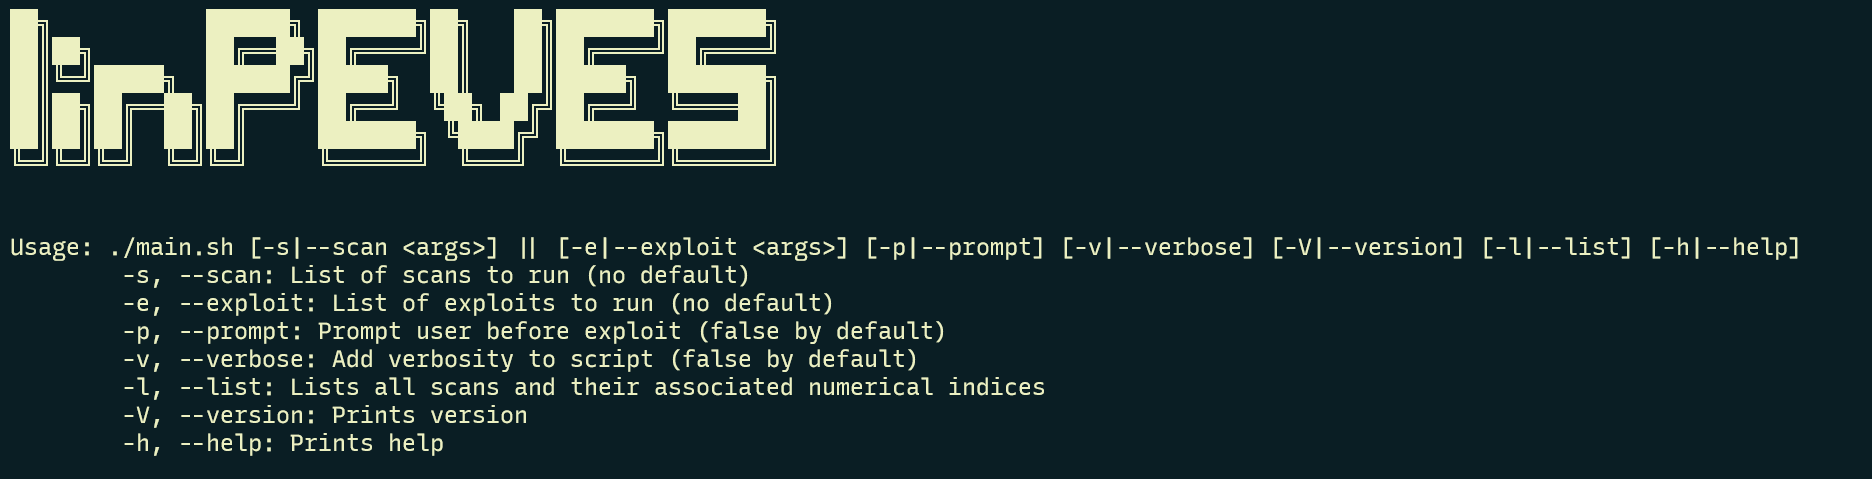 linPEVES
Usage: ./main.sh [-s|--scan <args>] || [-e|--exploit <args>] [-p|--prompt] [-v|--verbose] [-V|--version] [-l|--list] [-h|--help]
-s, --scan: List of scans to run (no default)
-e, --exploit: List of exploits to run (no default)
-p, --prompt: Prompt user before exploit (false by default)
-v, --verbose: Add verbosity to script (false by default)
-l, --list: Lists all scans and their associated numerical indices
-V, --version: Prints version
-h, --help: Prints help